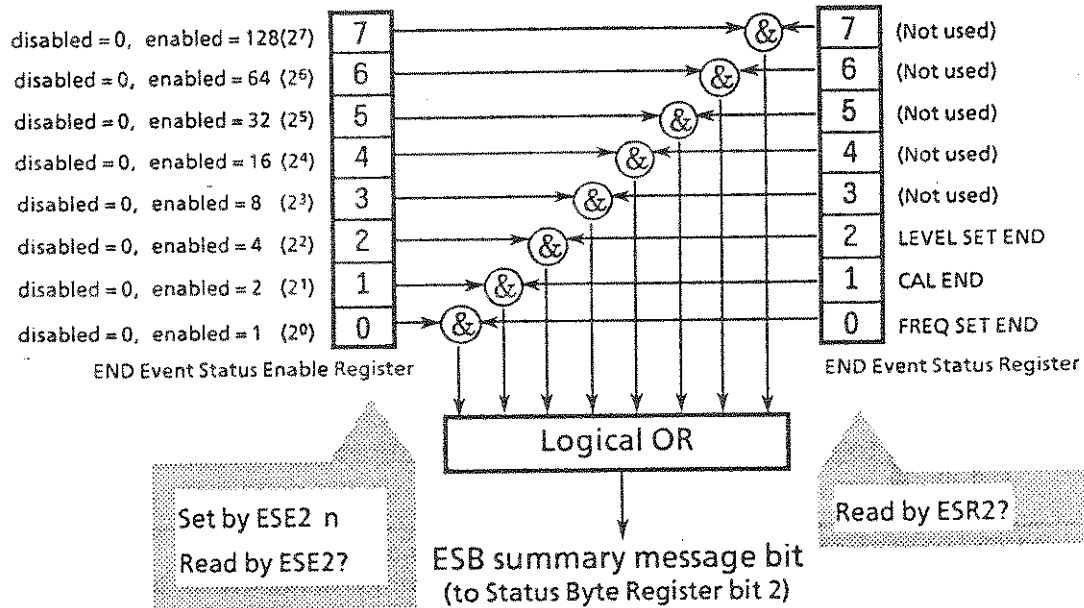 disabled = 0, enabled = 128(2⁷) 7 & 7 (Not used)
disabled = 0, enabled = 64 (2⁶) 6 & 6 (Not used)
disabled = 0, enabled = 32 (2⁵) 5 & 5 (Not used)
disabled = 0, enabled = 16 (2⁴) 4 & 4 (Not used)
disabled = 0, enabled = 8 (2³) 3 & 3 (Not used)
disabled = 0, enabled = 4 (2²) 2 & 2 LEVEL SET END
disabled = 0, enabled = 2 (2¹) 1 & 1 CAL END
disabled = 0, enabled = 1 (2⁰) 0 & 0 FREQ SET END
END Event Status Enable Register
END Event Status Register
Logical OR
Set by ESE2 n
Read by ESE2?
Read by ESR2?
ESB summary message bit
(to Status Byte Register bit 2)